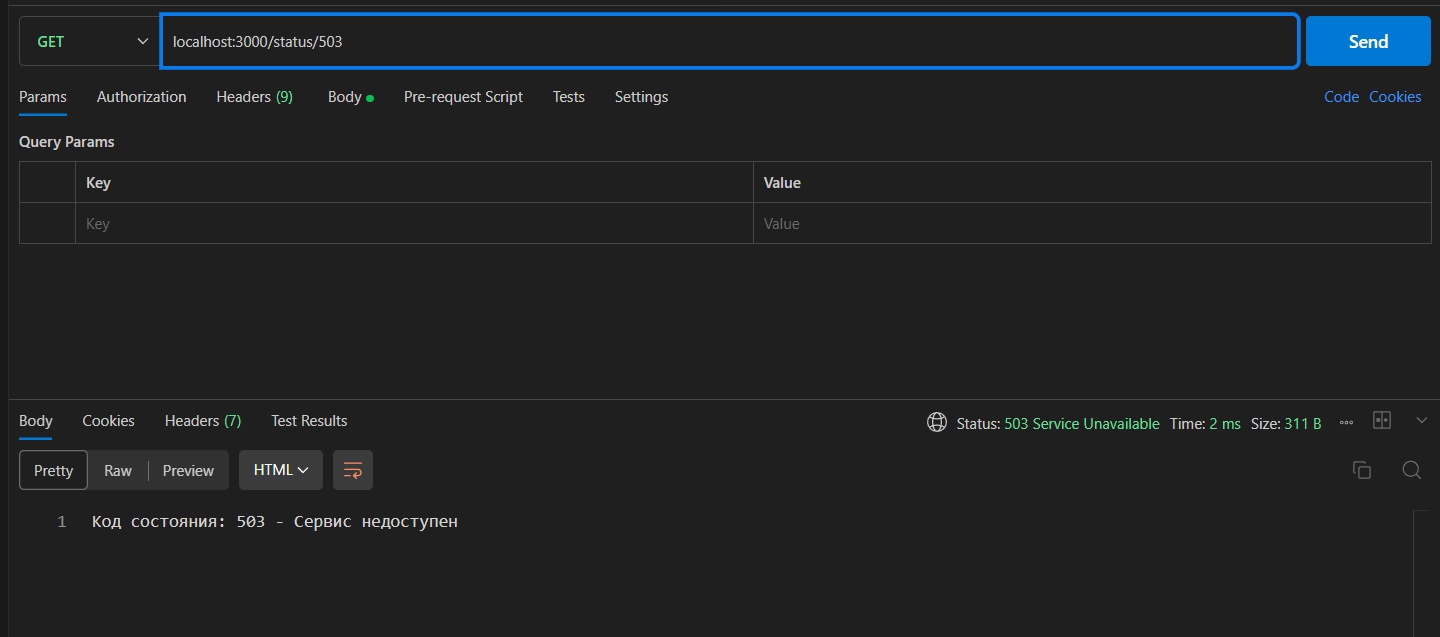 GET localhost:3000/status/503 Send
Params Authorization Headers (9) Body Pre-request Script Tests Settings Code Cookies
Query Params
Key Value
Key Value
Body Cookies Headers (7) Test Results Status: 503 Service Unavailable Time: 2 ms Size: 311 B
Pretty Raw Preview HTML
1 Код состояния: 503 - Сервис недоступен